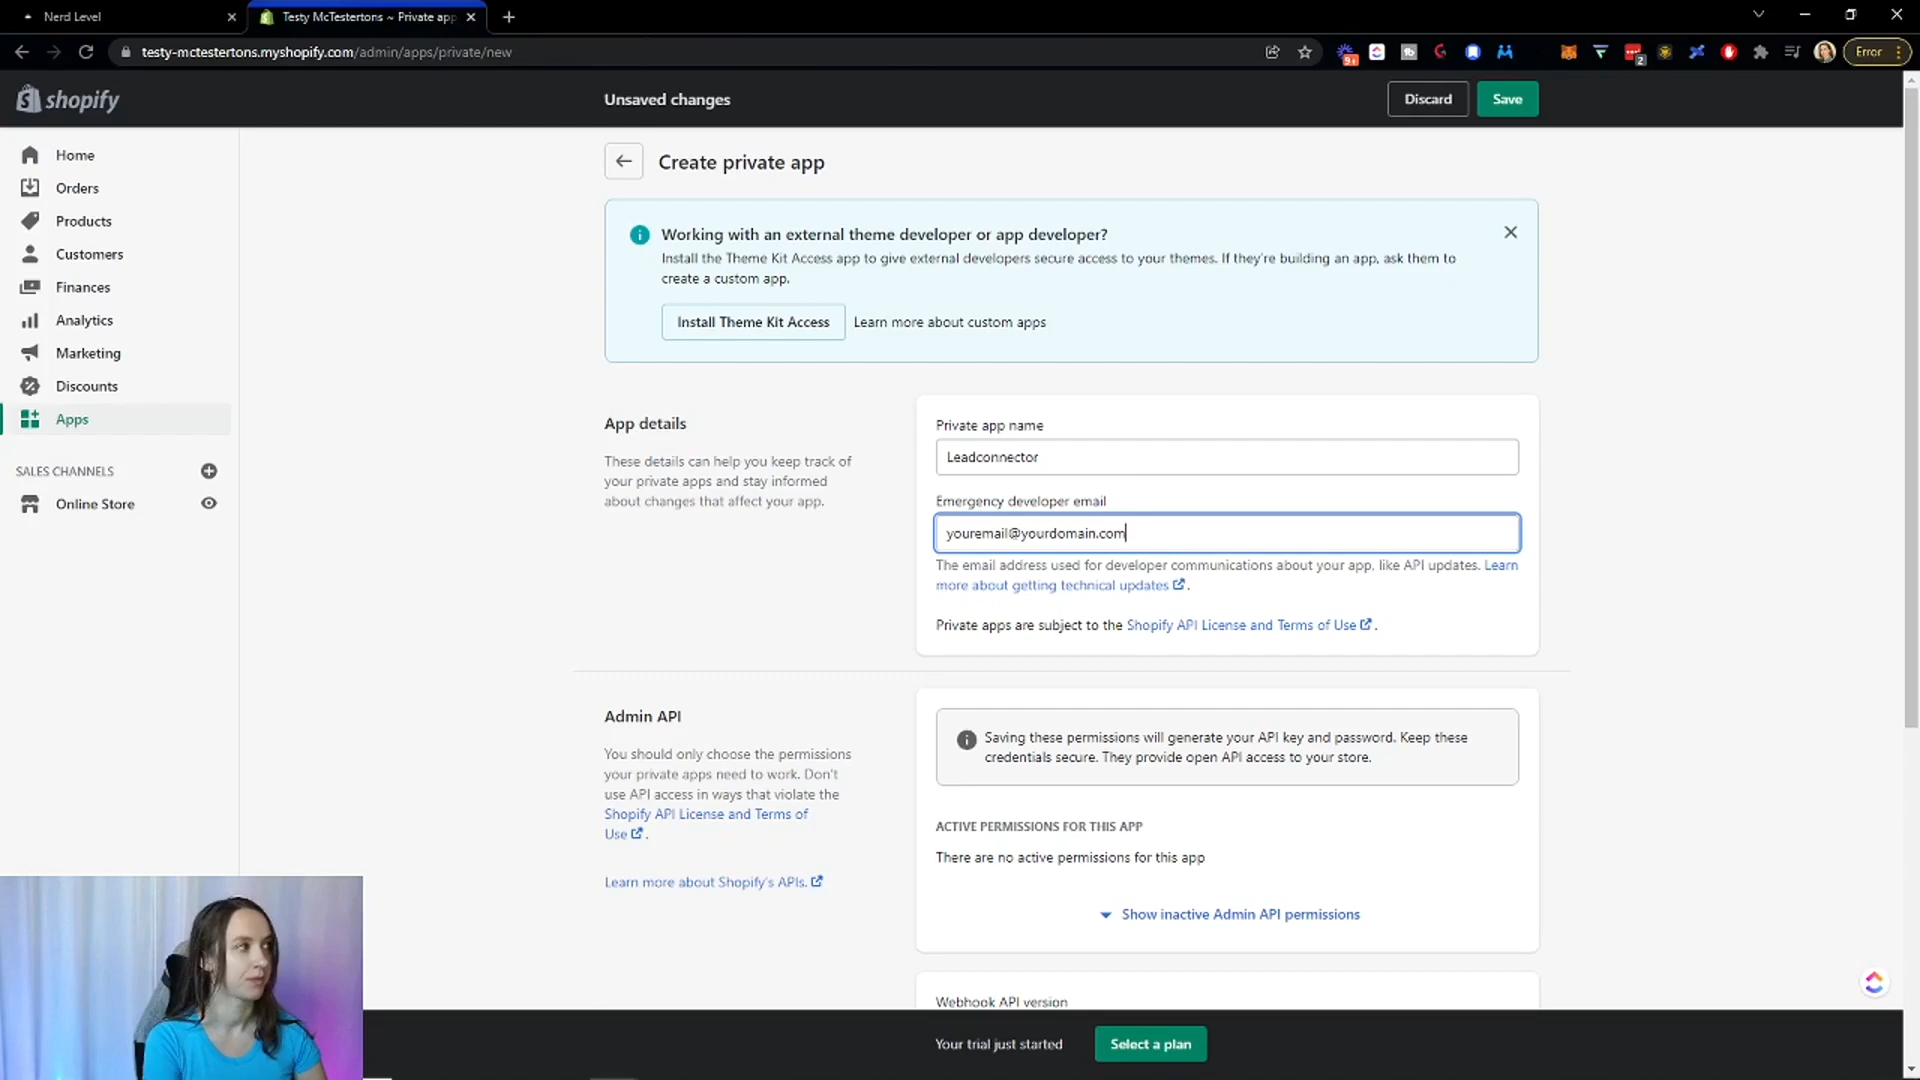 Nerd Level
Testy McTestertons ~ Private app
testy-mctestertons.myshopify.com/admin/apps/private/new
9+
2
Error
shopify
Unsaved changes
Discard
Save
Home
Orders
Products
Customers
Finances
Analytics
Marketing
Discounts
Apps
SALES CHANNELS
Online Store
Create private app
Working with an external theme developer or app developer?
Install the Theme Kit Access app to give external developers secure access to your themes. If they're building an app, ask them to
create a custom app.
Install Theme Kit Access
Learn more about custom apps
App details
These details can help you keep track of
your private apps and stay informed
about changes that affect your app.
Private app name
Leadconnector
Emergency developer email
youremail@yourdomain.com
The email address used for developer communications about your app, like API updates. Learn
more about getting technical updates .
Private apps are subject to the Shopify API License and Terms of Use .
Admin API
You should only choose the permissions
your private apps need to work. Don't
use API access in ways that violate the
Shopify API License and Terms of
Use .
Learn more about Shopify's APIs.
Saving these permissions will generate your API key and password. Keep these
credentials secure. They provide open API access to your store.
ACTIVE PERMISSIONS FOR THIS APP
There are no active permissions for this app
Show inactive Admin API permissions
Webhook API version
Your trial just started
Select a plan